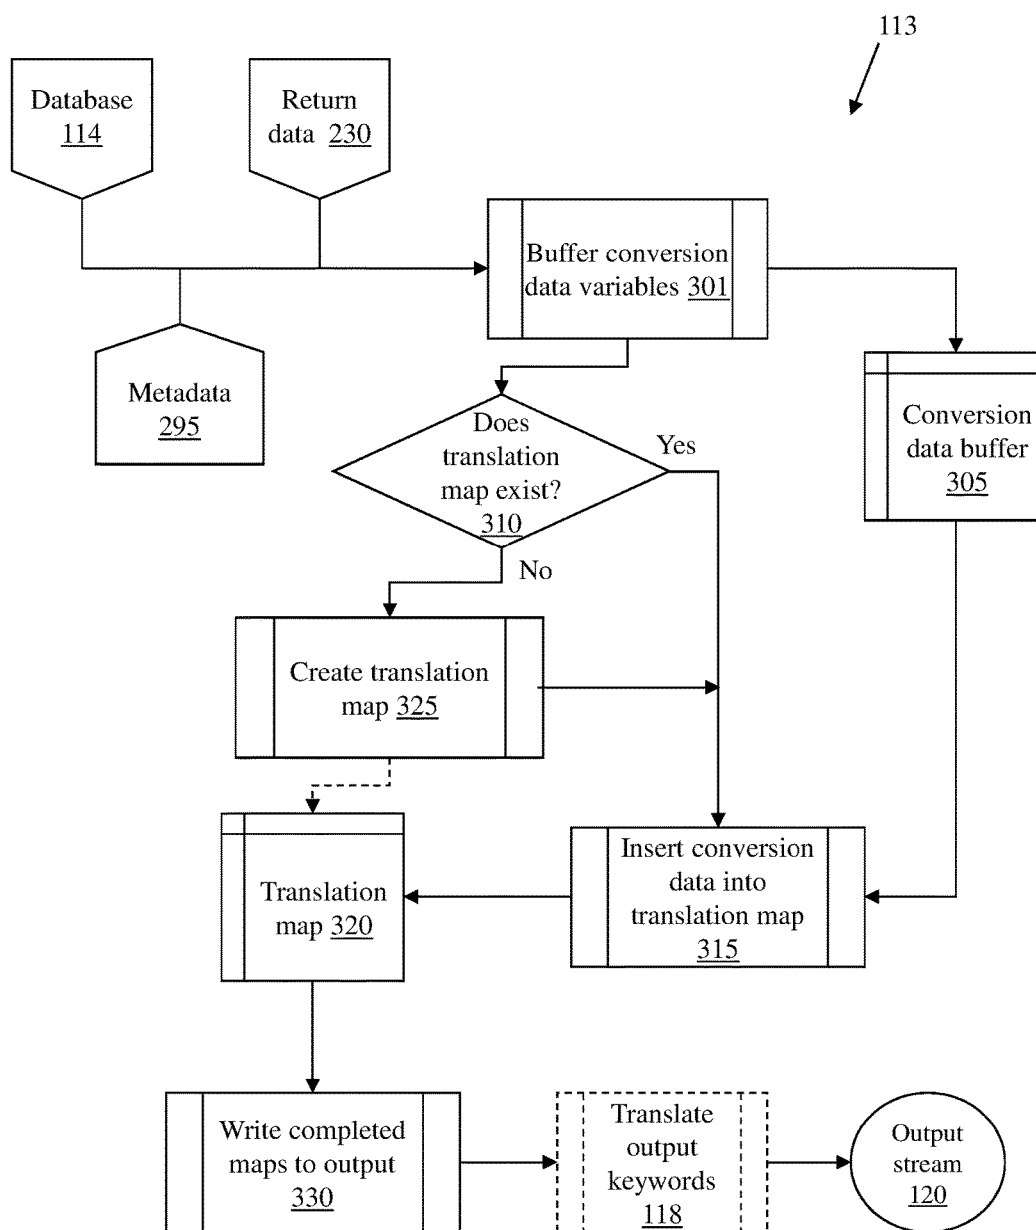 113
Database
114
Return
data 230
Buffer conversion
data variables 301
Metadata
295
Does
translation
map exist?
310
Yes
Conversion
data buffer
305
No
Create translation
map 325
Insert conversion
data into
translation map
315
Translation
map 320
Write completed
maps to output
330
Translate
output
keywords
118
Output
stream
120